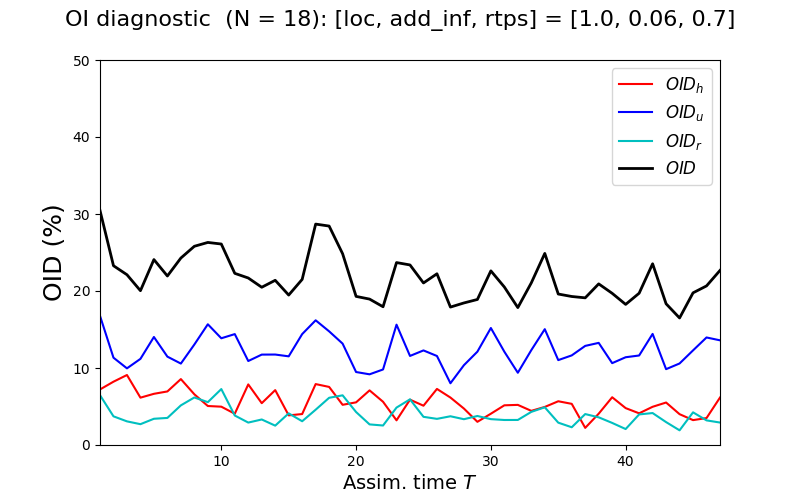 OI diagnostic (N = 18): [loc, add_inf, rtps] = [1.0, 0.06, 0.7]
50
40
30
20
10
0
OID (%)
OID_h
OID_u
OID_r
OID
10 20 30 40
Assim. time T